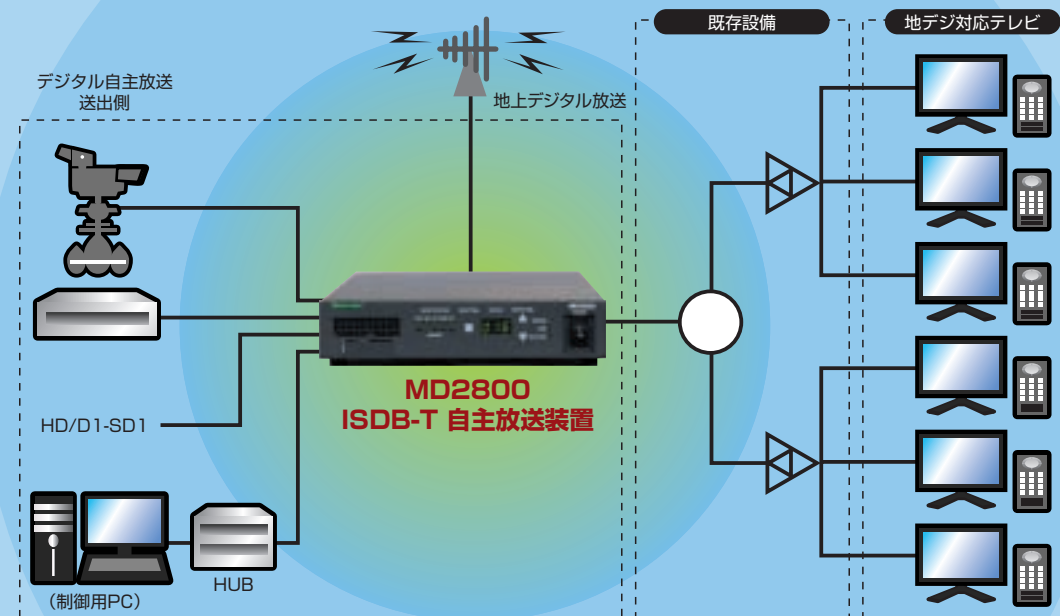 既存設備
地デジ対応テレビ
デジタル自主放送
送出側
地上デジタル放送
MD2800
ISDB-T 自主放送装置
HD/D1-SD1
HUB
(制御用PC)